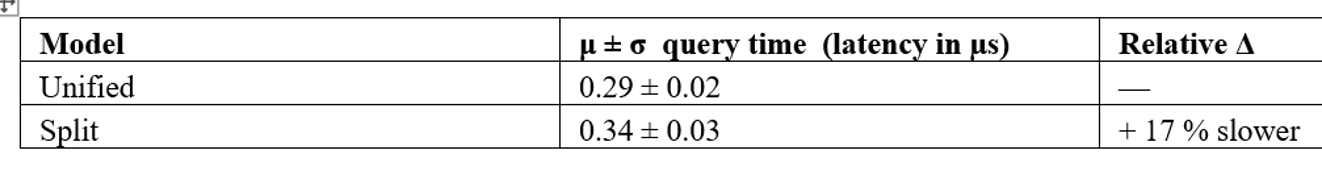 Model μ ± σ  query time  (latency in μs) Relative Δ
Unified 0.29 ± 0.02 —
Split 0.34 ± 0.03 + 17 % slower